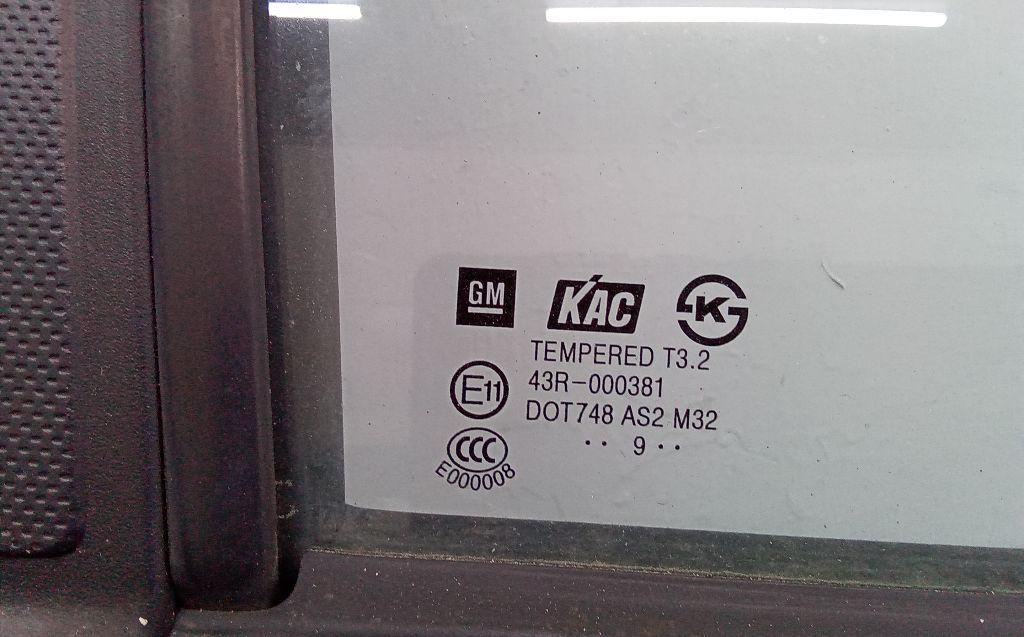 GM KAC K
TEMPERED T3.2
E11 43R-000381
DOT748 AS2 M32
CCC ·· 9 ··
E000008